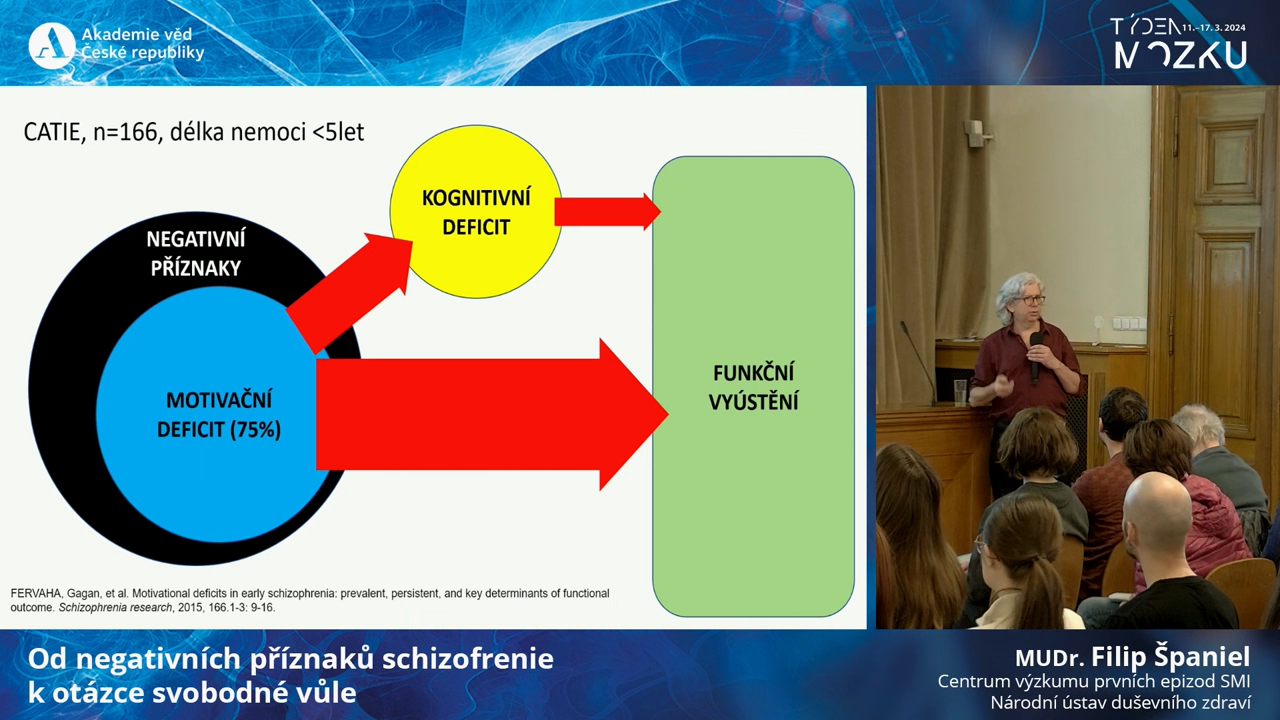 Akademie věd
České republiky
TÝDEN 11.–17. 3. 2024
MOZKU
CATIE, n=166, délka nemoci <5let
NEGATIVNÍ
PŘÍZNAKY
KOGNITIVNÍ
DEFICIT
MOTIVAČNÍ
DEFICIT (75%)
FUNKČNÍ
VYÚSTĚNÍ
FERVAHA, Gagan, et al. Motivational deficits in early schizophrenia: prevalent, persistent, and key determinants of functional
outcome. Schizophrenia research, 2015, 166.1-3: 9-16.
Od negativních příznaků schizofrenie
k otázce svobodné vůle
MUDr. Filip Španiel
Centrum výzkumu prvních epizod SMI
Národní ústav duševního zdraví